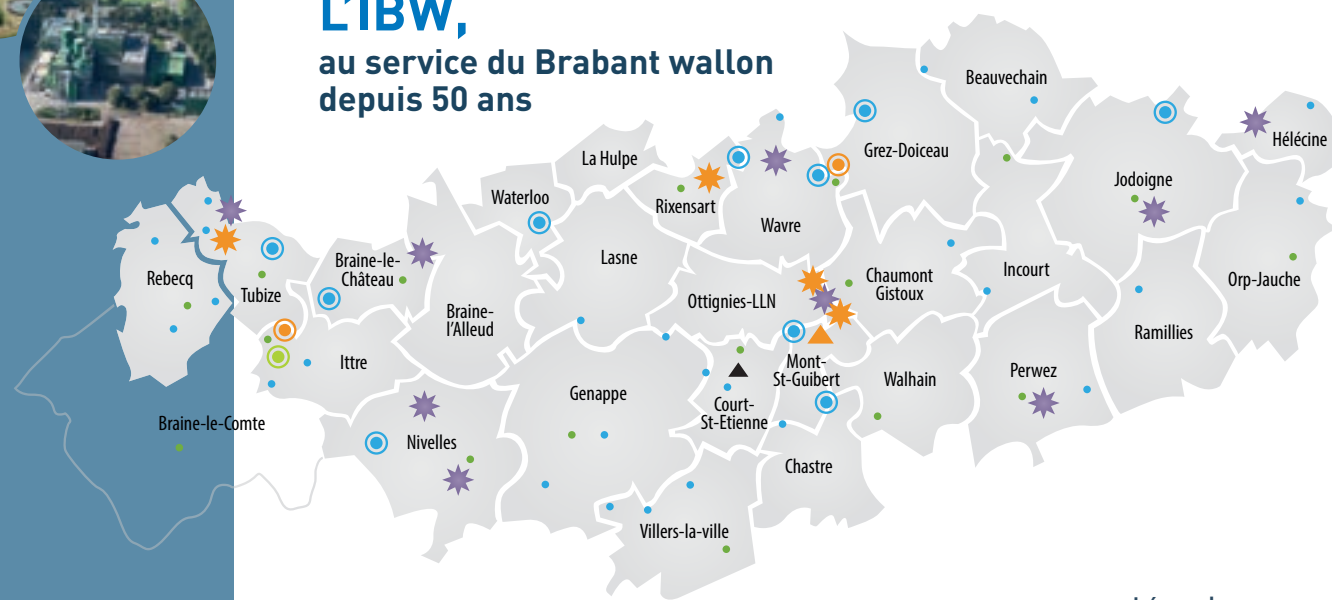 L'IBW,
au service du Brabant wallon
depuis 50 ans
Beauvechain
Grez-Doiceau
Hélécine
La Hulpe
Jodoigne
Waterloo
Rixensart
Wavre
Braine-le-
Château
Rebecq
Lasne
Chaumont
Gistoux
Incourt
Orp-Jauche
Tubize
Ottignies-LLN
Braine-
l'Alleud
Ramillies
Ittre
Mont-
St-Guibert
Perwez
Walhain
Genappe
Court-
St-Etienne
Braine-le-Comte
Nivelles
Chastre
Villers-la-ville